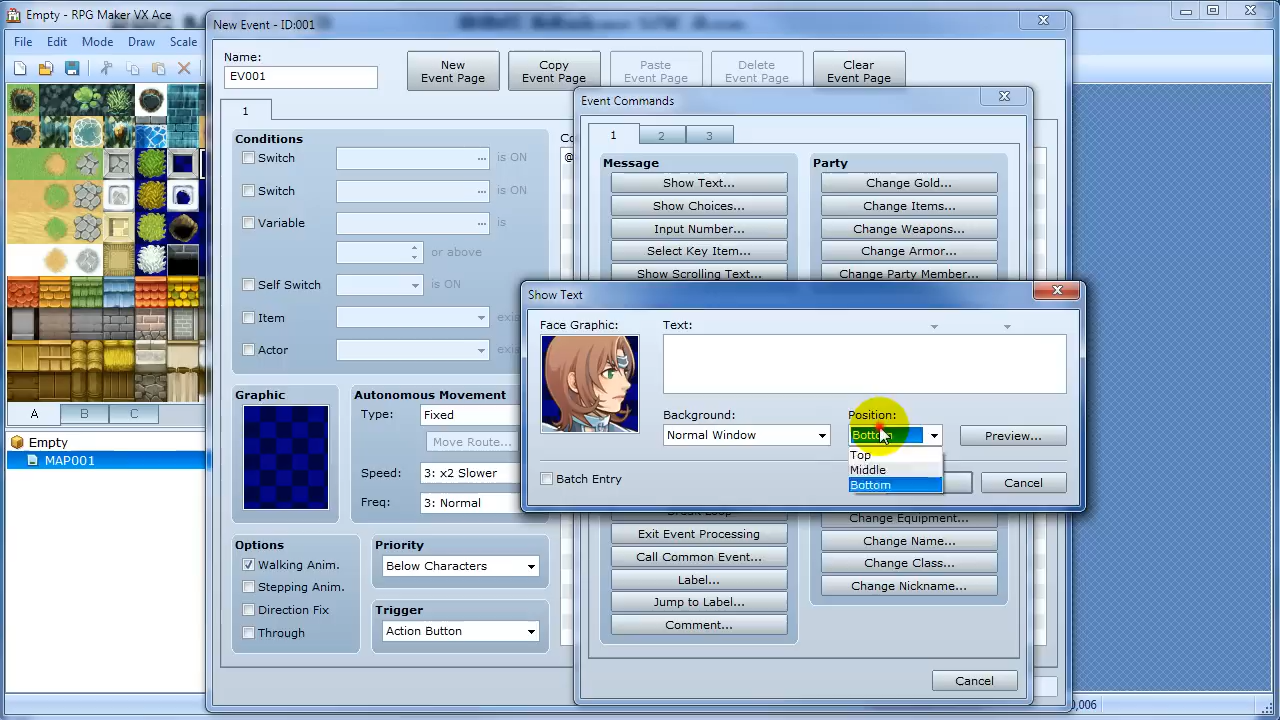 Empty - RPG Maker VX Ace
File Edit Mode Draw Scale
New Event - ID:001
Name:
EV001
New
Event Page
Copy
Event Page
Paste
Event Page
Delete
Event Page
Clear
Event Page
1
Conditions
Switch ... is ON
Switch ... is ON
Variable ... is
or above
Self Switch is ON
Item
Actor
Graphic
Autonomous Movement
Type: Fixed
Move Route...
Speed: 3: x2 Slower
Freq: 3: Normal
Options
Walking Anim.
Stepping Anim.
Direction Fix
Through
Priority
Below Characters
Trigger
Action Button
A B C
Empty
MAP001
Event Commands
1 2 3
Message
Show Text...
Show Choices...
Input Number...
Select Key Item...
Show Scrolling Text...
Party
Change Gold...
Change Items...
Change Weapons...
Change Armor...
Change Party Member...
Show Text
Face Graphic:
Text:
Background:
Normal Window
Position:
Top
Middle
Bottom
Preview...
Batch Entry
Cancel
Exit Event Processing
Call Common Event...
Label...
Jump to Label...
Comment...
Change Equipment...
Change Name...
Change Class...
Change Nickname...
Cancel
,006